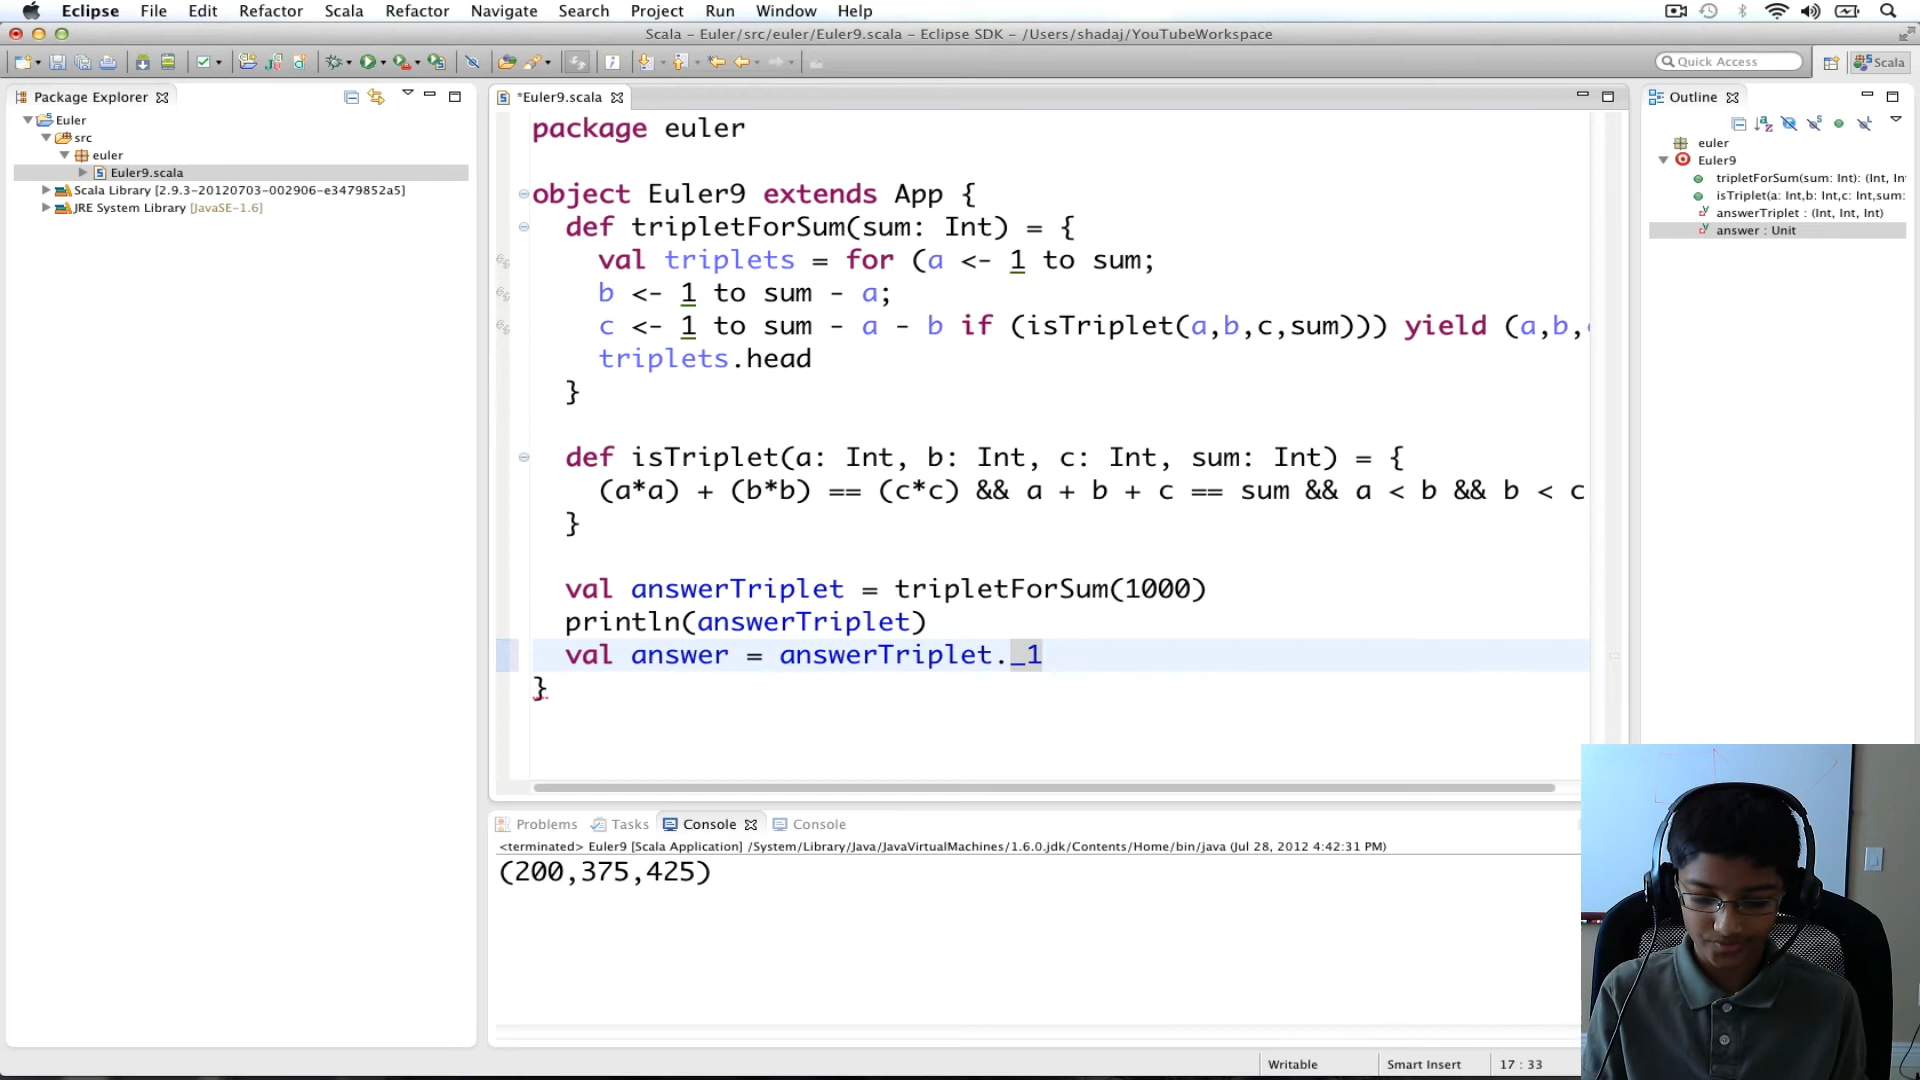 Eclipse File Edit Refactor Scala Refactor Navigate Search Project Run Window Help
Scala – Euler/src/euler/Euler9.scala – Eclipse SDK – /Users/shadaj/YouTubeWorkspace
Quick Access
Scala
Package Explorer
Euler
src
euler
Euler9.scala
Scala Library [2.9.3-20120703-002906-e3479852a5]
JRE System Library [JavaSE-1.6]
*Euler9.scala
package euler
object Euler9 extends App {
def tripletForSum(sum: Int) = {
val triplets = for (a <- 1 to sum;
b <- 1 to sum - a;
c <- 1 to sum - a - b if (isTriplet(a,b,c,sum))) yield (a,b,
triplets.head
}
def isTriplet(a: Int, b: Int, c: Int, sum: Int) = {
(a*a) + (b*b) == (c*c) && a + b + c == sum && a < b && b < c
}
val answerTriplet = tripletForSum(1000)
println(answerTriplet)
val answer = answerTriplet._1
}
Outline
euler
Euler9
tripletForSum(sum: Int): (Int, Int
isTriplet(a: Int,b: Int,c: Int,sum:
answerTriplet : (Int, Int, Int)
answer : Unit
Problems Tasks Console Console
<terminated> Euler9 [Scala Application] /System/Library/Java/JavaVirtualMachines/1.6.0.jdk/Contents/Home/bin/java (Jul 28, 2012 4:42:31 PM)
(200,375,425)
Writable Smart Insert 17 : 33